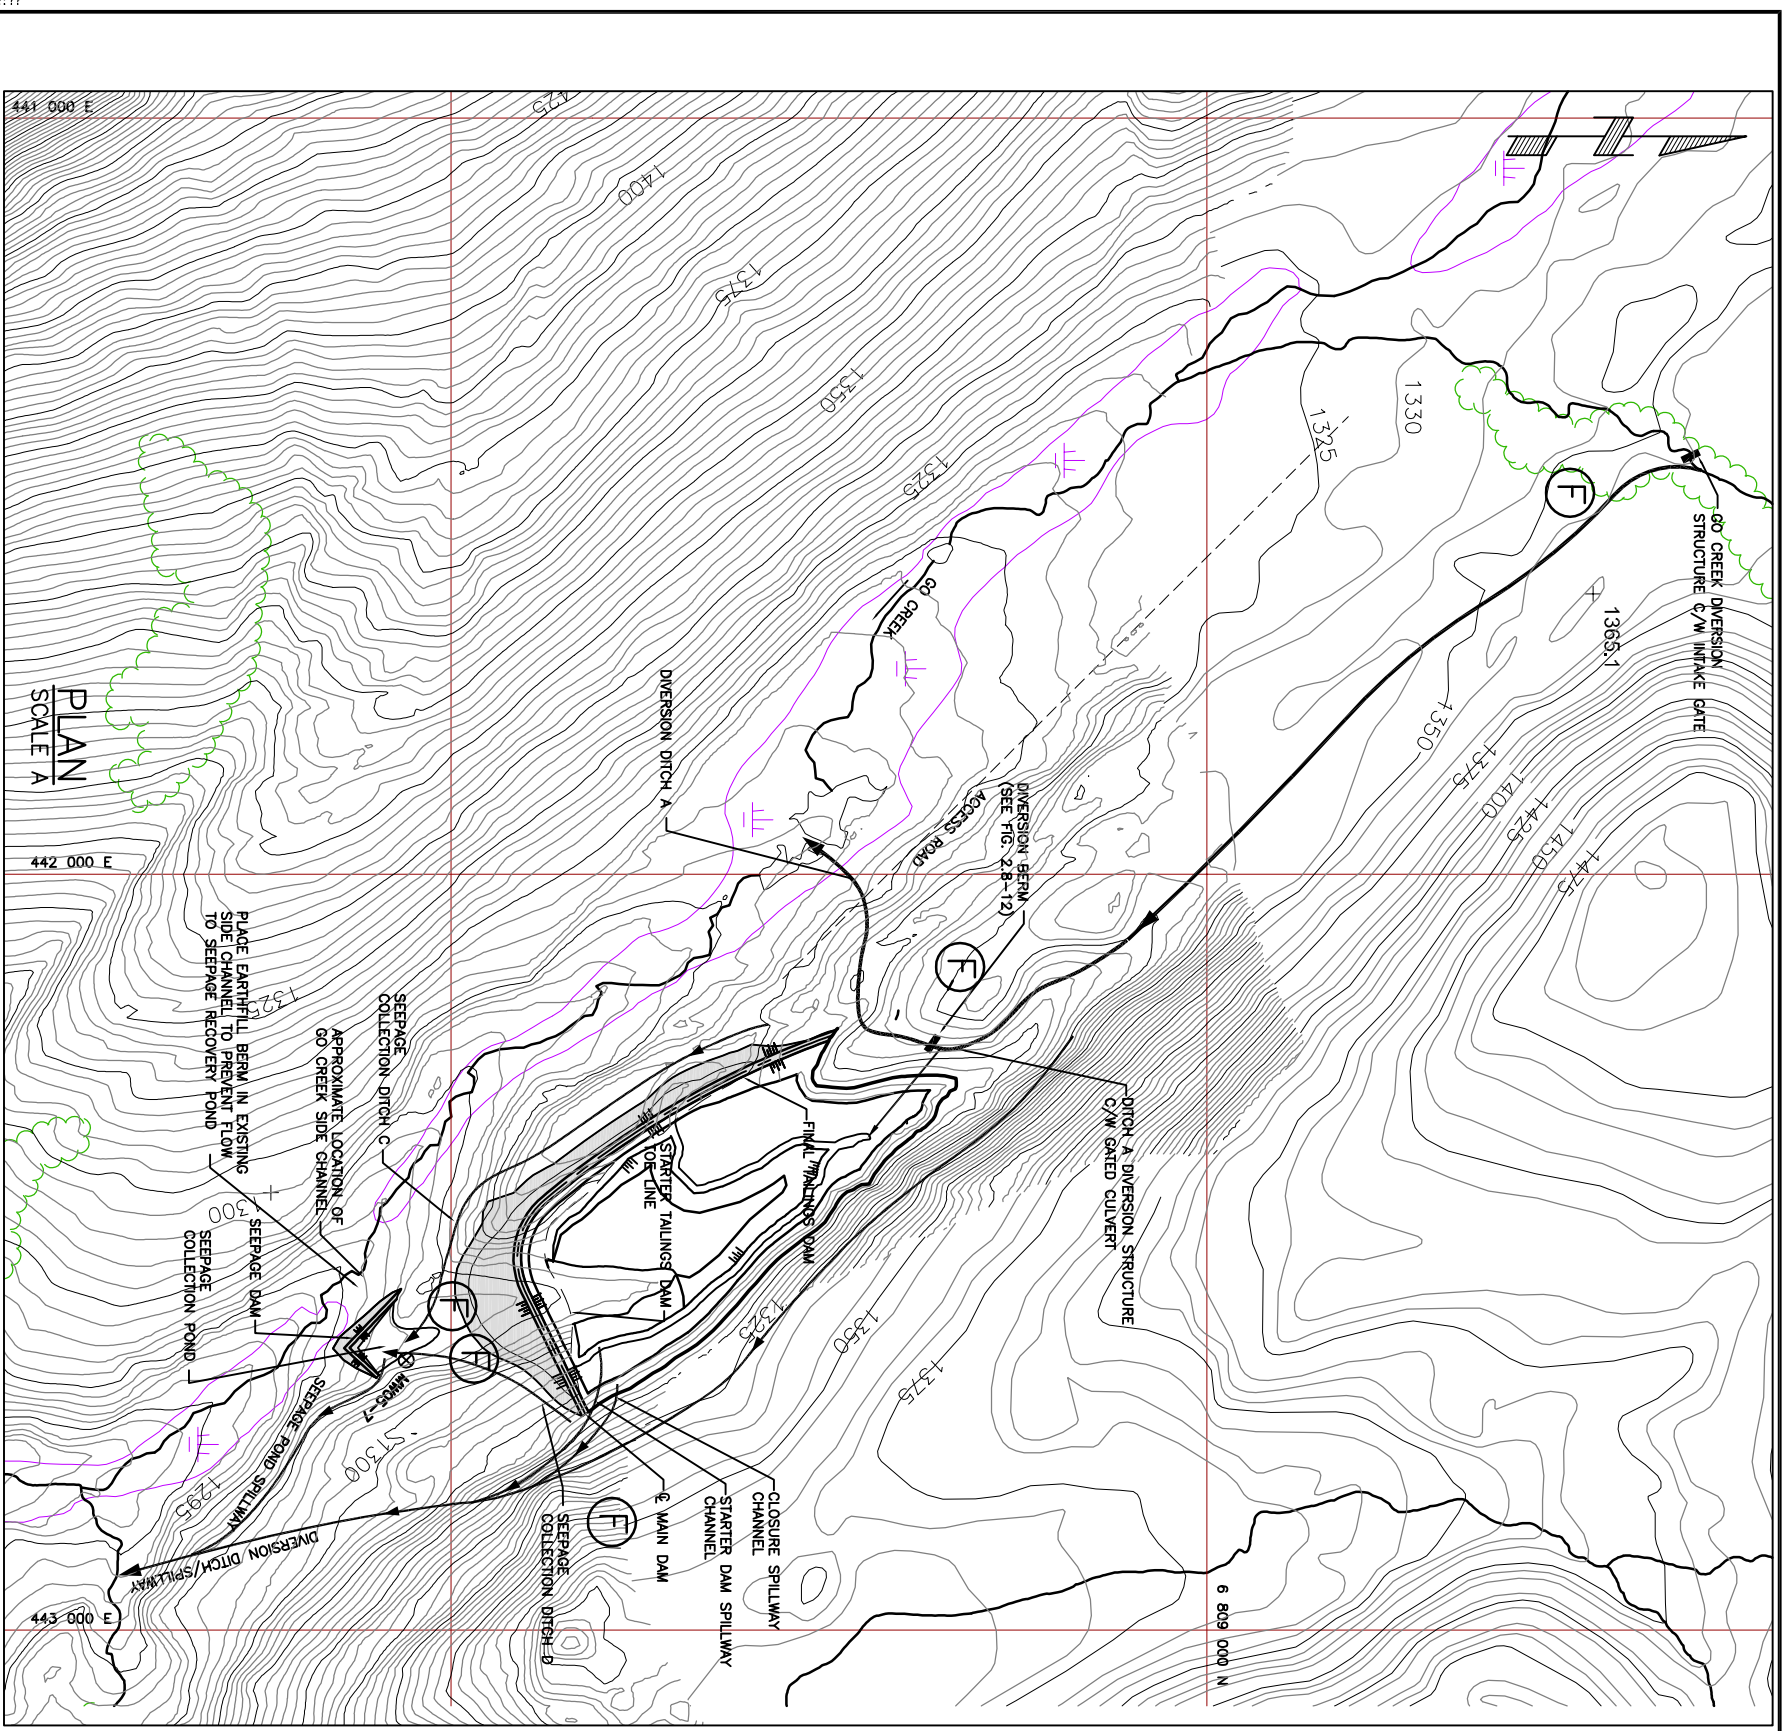 441 000 E
442 000 E
443 000 E
6 809 000 N
N
GO CREEK DIVERSION
STRUCTURE C/W INTAKE GATE
F
1365.1
1330
1325
1350
1375
1400
1425
1450
1475
1425
1400
1375
1350
1325
GO CREEK
DIVERSION DITCH A
ACCESS ROAD
DIVERSION BERM
(SEE FIG. 2.8-12)
F
DITCH A DIVERSION STRUCTURE
C/W GATED CULVERT
FINAL TAILINGS DAM
STARTER TAILINGS DAM
TOE LINE
1325
1350
1375
CLOSURE SPILLWAY
CHANNEL
STARTER DAM SPILLWAY
CHANNEL
℄ MAIN DAM
F
SEEPAGE
COLLECTION DITCH D
F
F
SEEPAGE
COLLECTION DITCH C
APPROXIMATE LOCATION OF
GO CREEK SIDE CHANNEL
PLACE EARTHFILL BERM IN EXISTING
SIDE CHANNEL TO PREVENT FLOW
TO SEEPAGE RECOVERY POND
1325
1300
SEEPAGE DAM
SEEPAGE
COLLECTION POND
MW05-7
SEEPAGE POND SPILLWAY
1300
1295
DIVERSION DITCH/SPILLWAY
PLAN
SCALE A